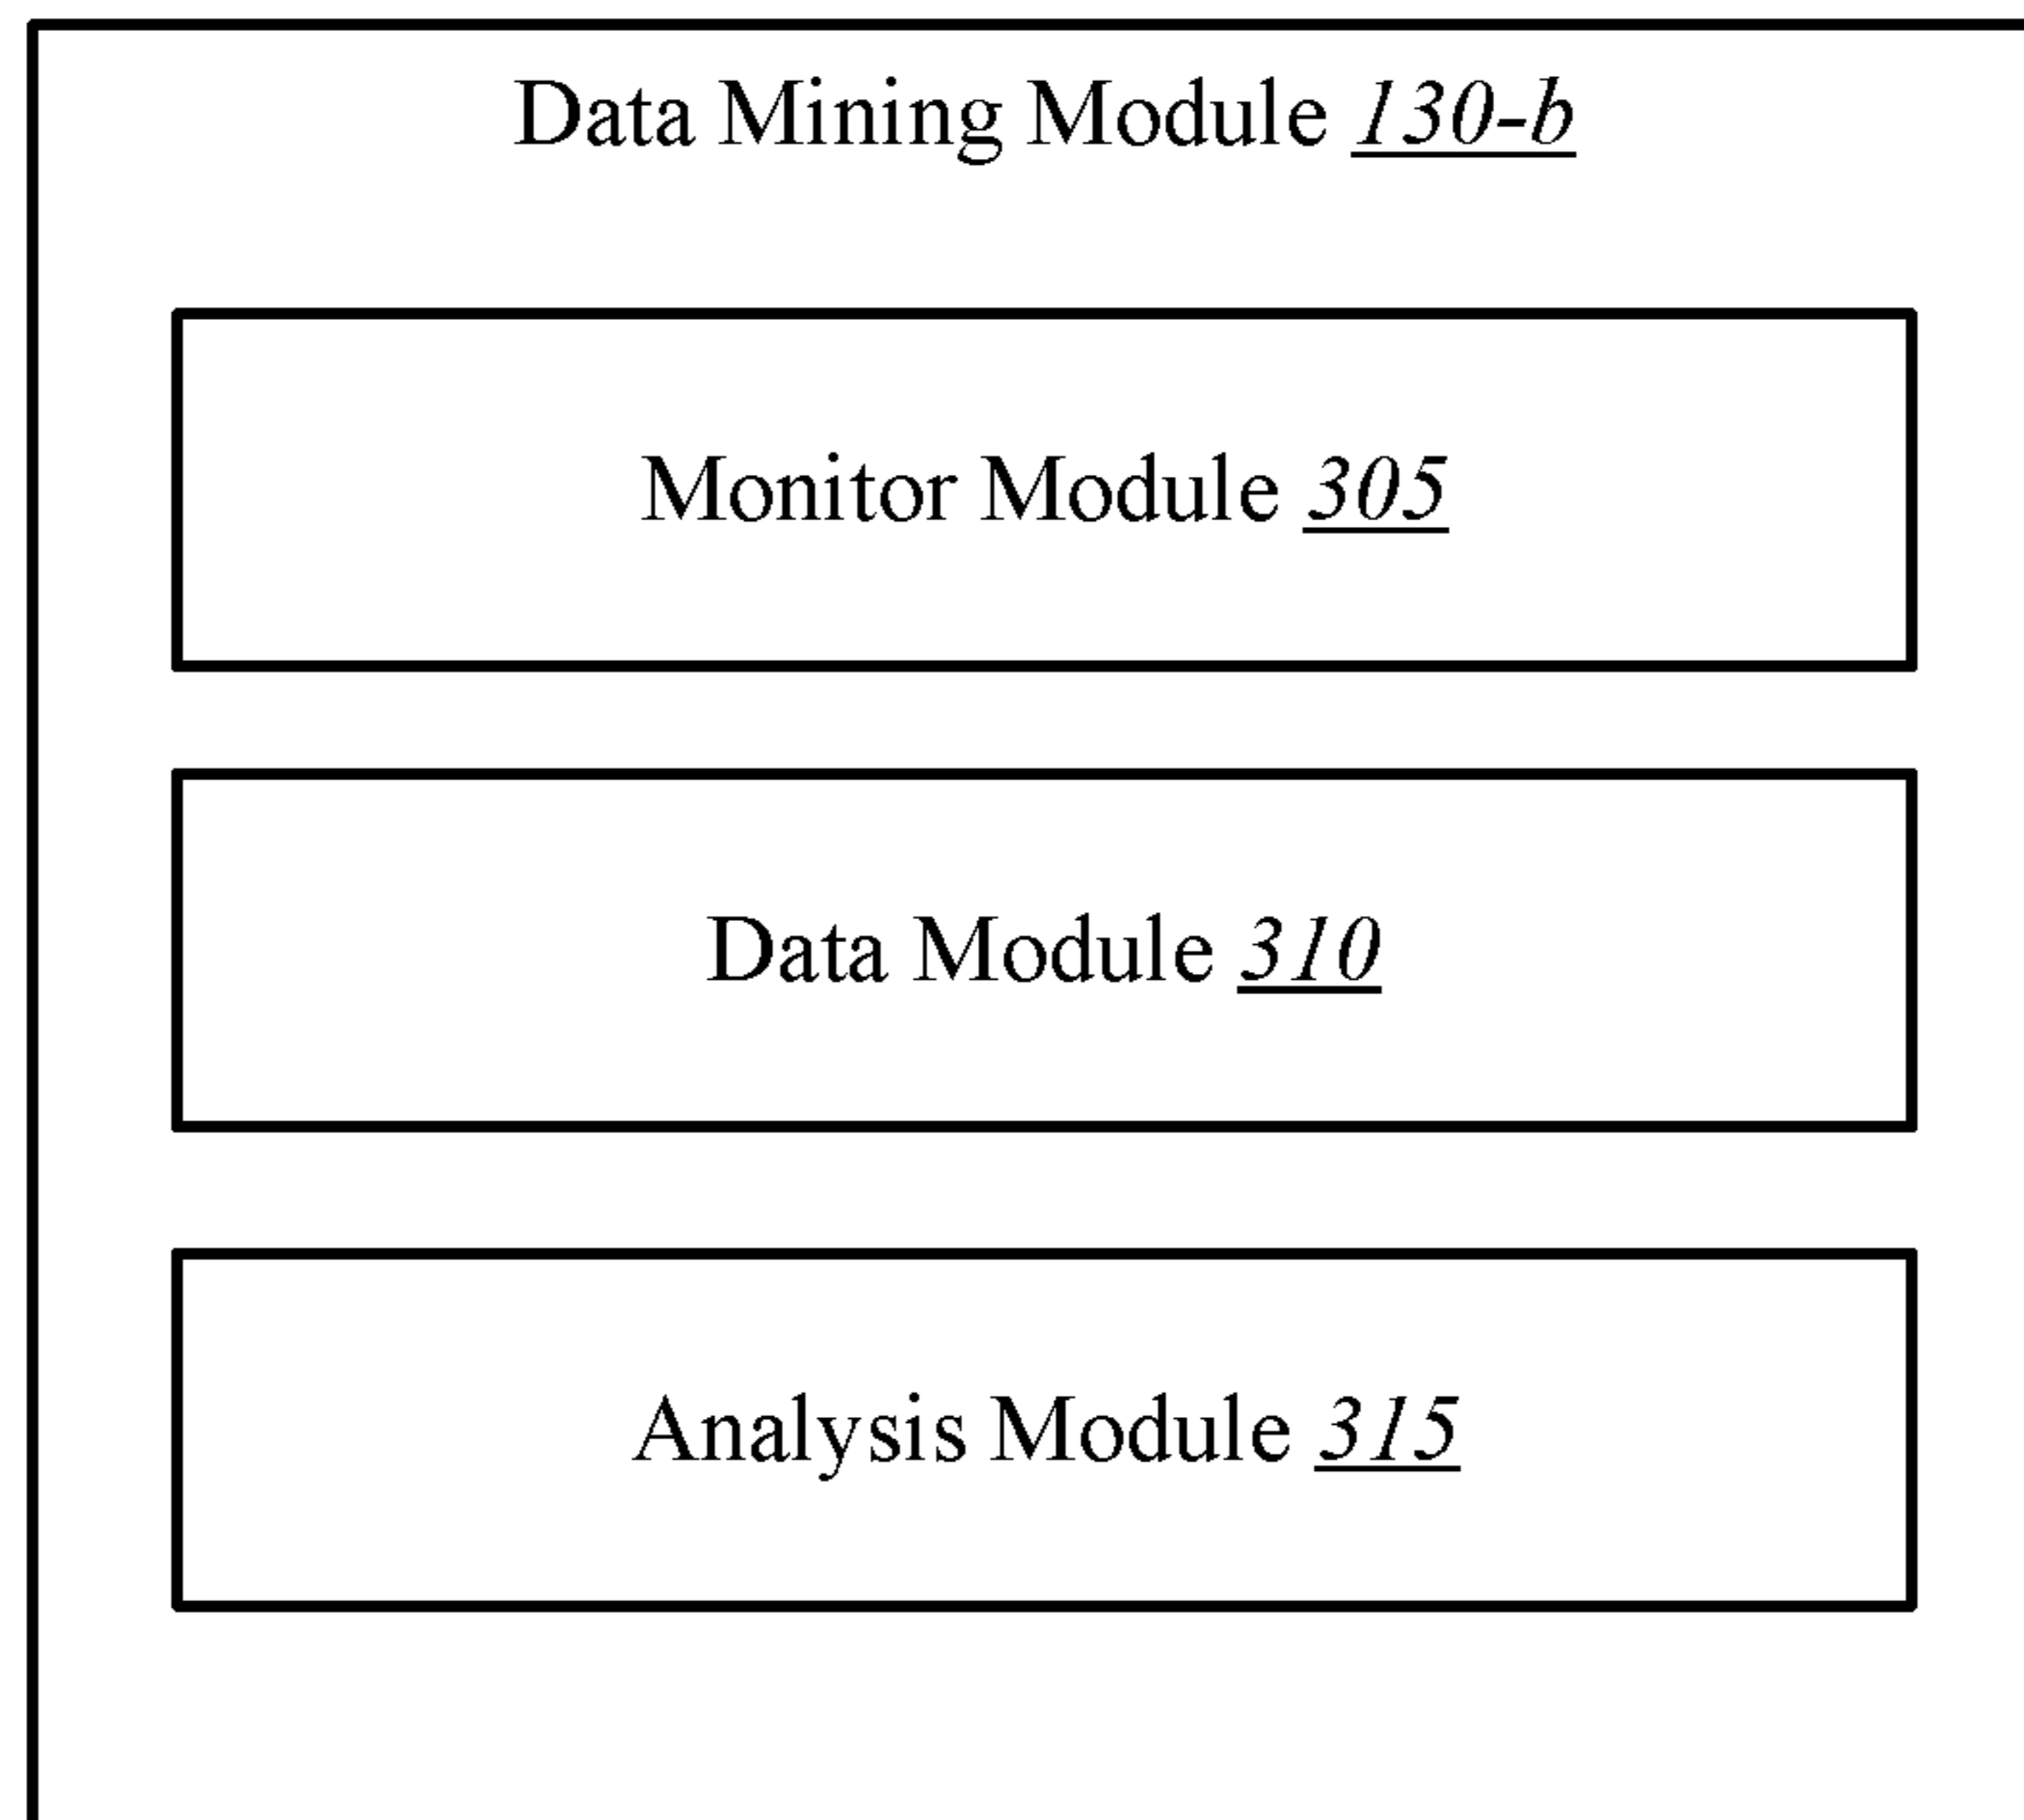 Data Mining Module 130-b
Monitor Module 305
Data Module 310
Analysis Module 315